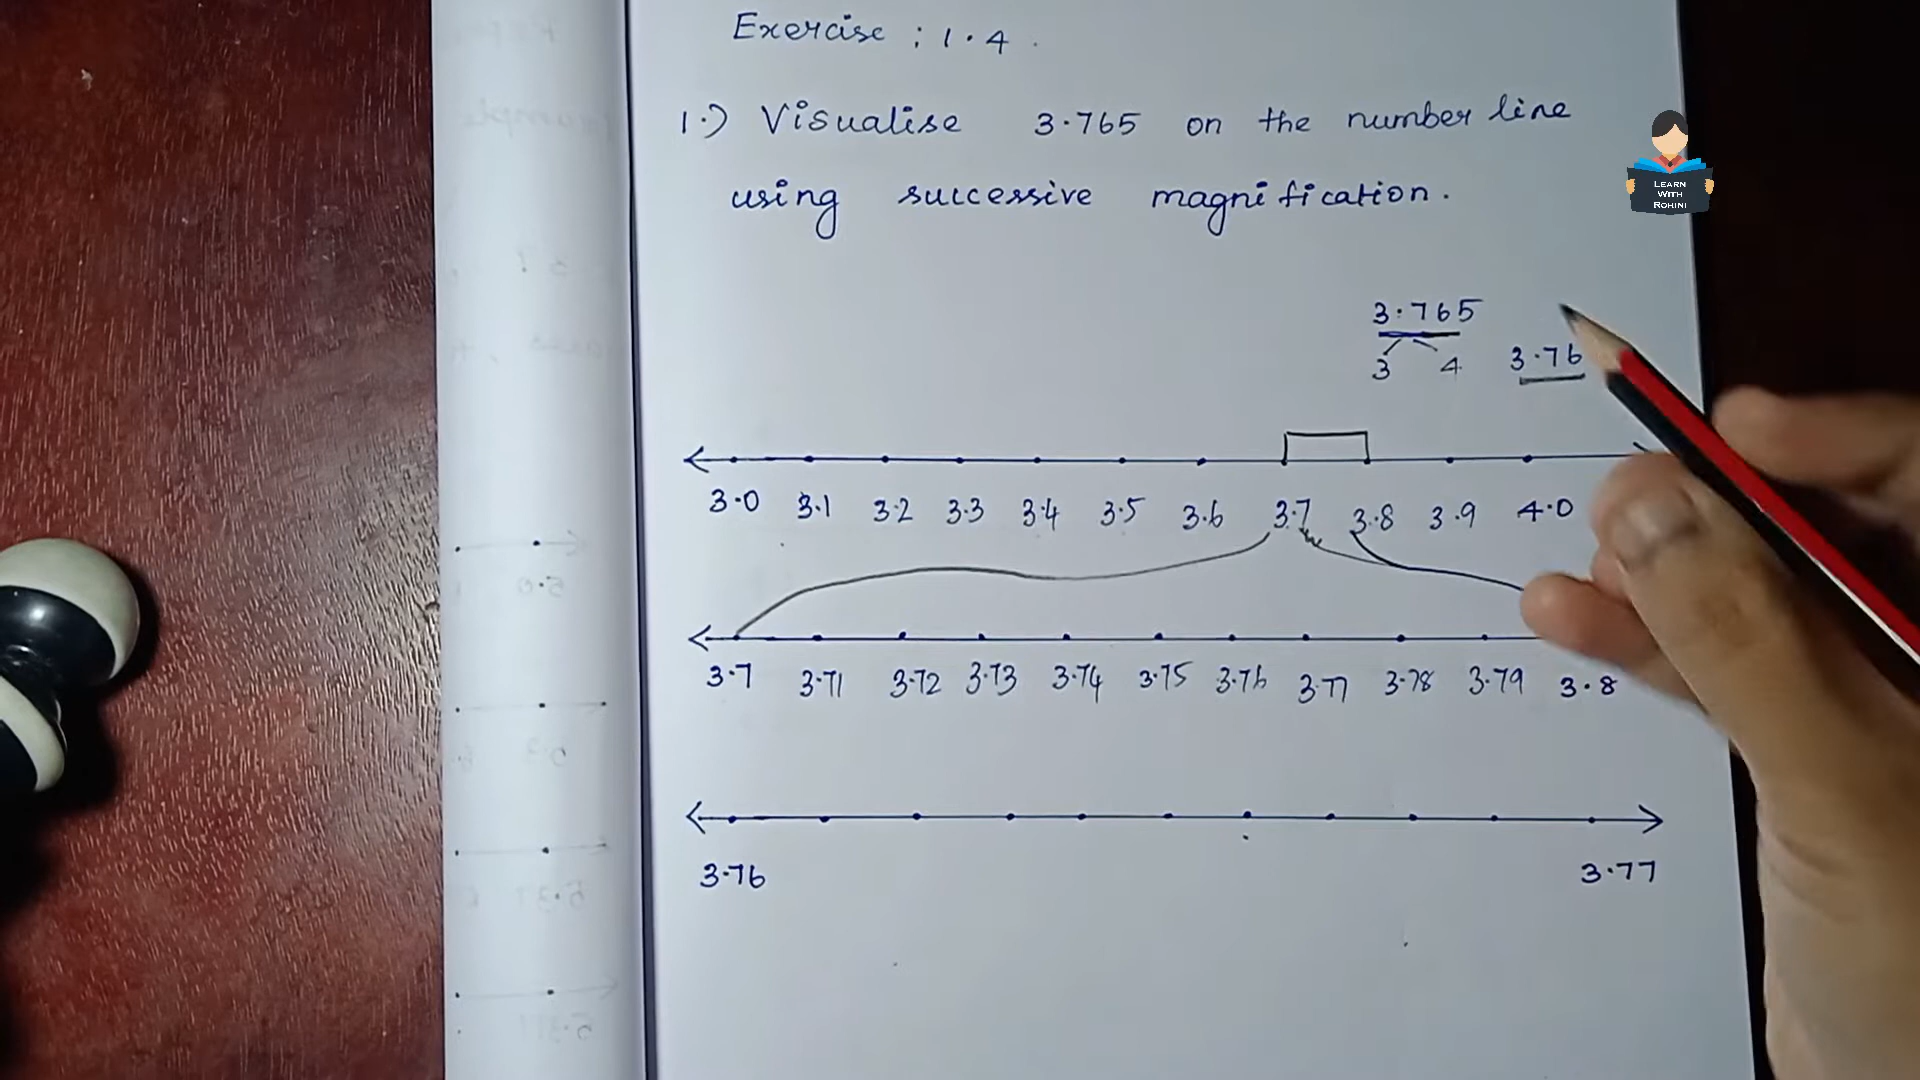 Exercise : 1.4
1.) Visualise 3.765 on the number line
using successive magnification.
LEARN
WITH
ROHINI
3.765
3 4 3.76
3.0 3.1 3.2 3.3 3.4 3.5 3.6 3.7 3.8 3.9 4.0
3.7 3.71 3.72 3.73 3.74 3.75 3.76 3.77 3.78 3.79 3.8
3.76 3.77